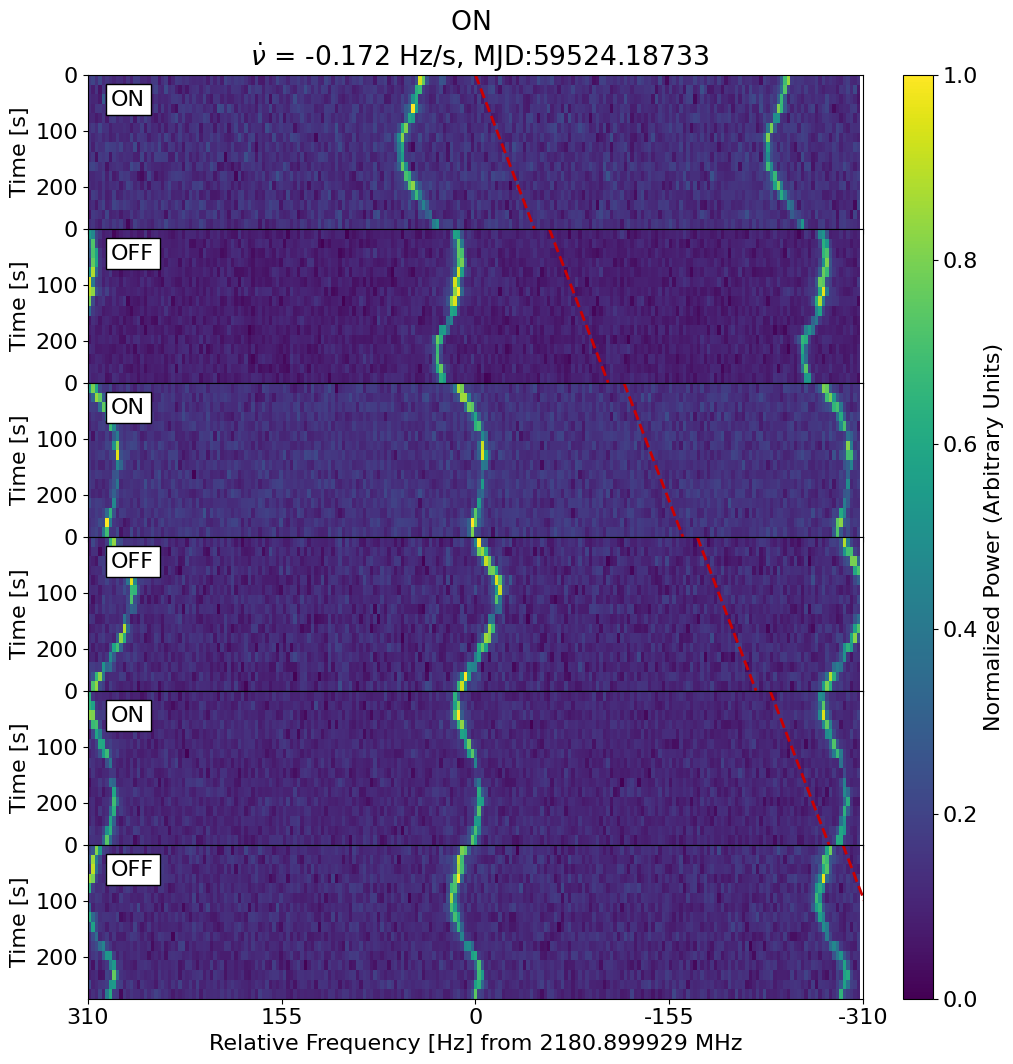 ON
ν̇ = -0.172 Hz/s, MJD:59524.18733
0
ON
Time [s]
100
200
0
OFF
Time [s]
100
200
0
ON
Time [s]
100
200
0
OFF
Time [s]
100
200
0
ON
Time [s]
100
200
0
OFF
Time [s]
100
200
310 155 0 -155 -310
Relative Frequency [Hz] from 2180.899929 MHz
1.0
0.8
0.6
0.4
0.2
0.0
Normalized Power (Arbitrary Units)